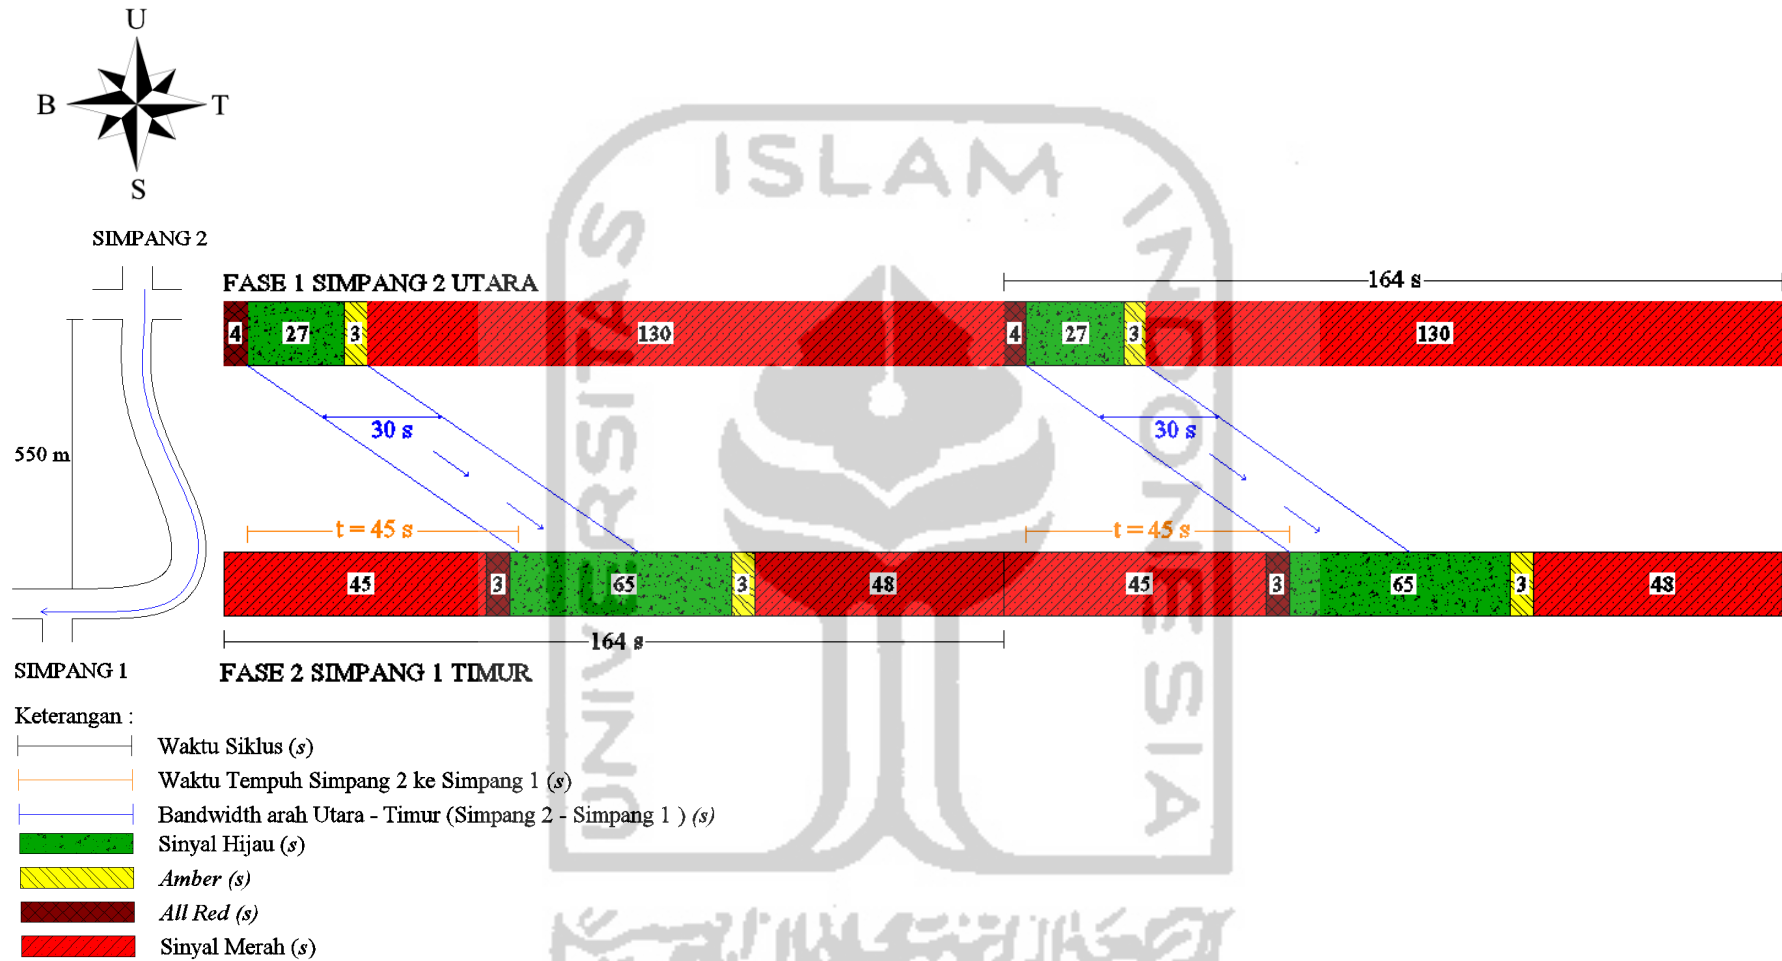 U
B
T
S
SIMPANG 2
FASE 1 SIMPANG 2 UTARA
164 s
4
27
3
130
4
27
3
130
30 s
30 s
550 m
t = 45 s
t = 45 s
45
3
65
3
48
45
3
65
3
48
164 s
SIMPANG 1
FASE 2 SIMPANG 1 TIMUR
Keterangan :
Waktu Siklus (s)
Waktu Tempuh Simpang 2 ke Simpang 1 (s)
Bandwidth arah Utara - Timur (Simpang 2 - Simpang 1 ) (s)
Sinyal Hijau (s)
Amber (s)
All Red (s)
Sinyal Merah (s)
UNIVERSITAS
ISLAM
INDONESIA